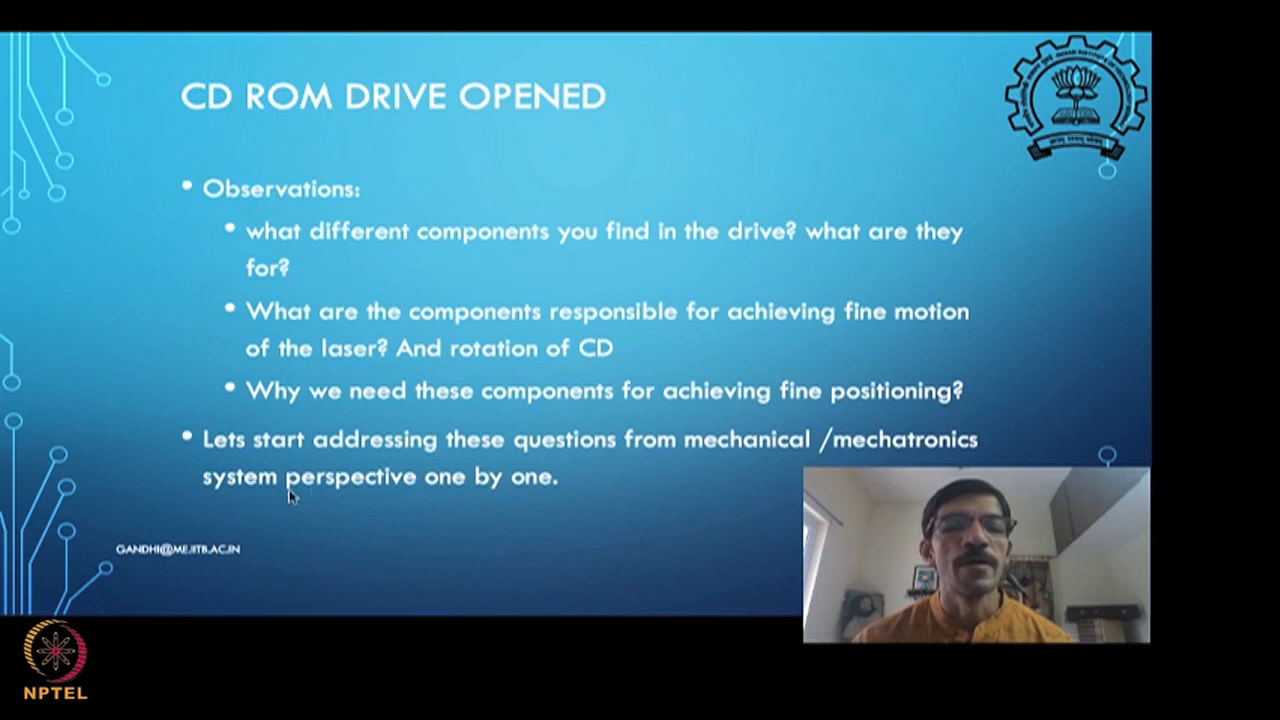 CD ROM DRIVE OPENED
• Observations:
• what different components you find in the drive? what are they
for?
• What are the components responsible for achieving fine motion
of the laser? And rotation of CD
• Why we need these components for achieving fine positioning?
• Lets start addressing these questions from mechanical /mechatronics
system perspective one by one.
GANDHI@ME.IITB.AC.IN
NPTEL